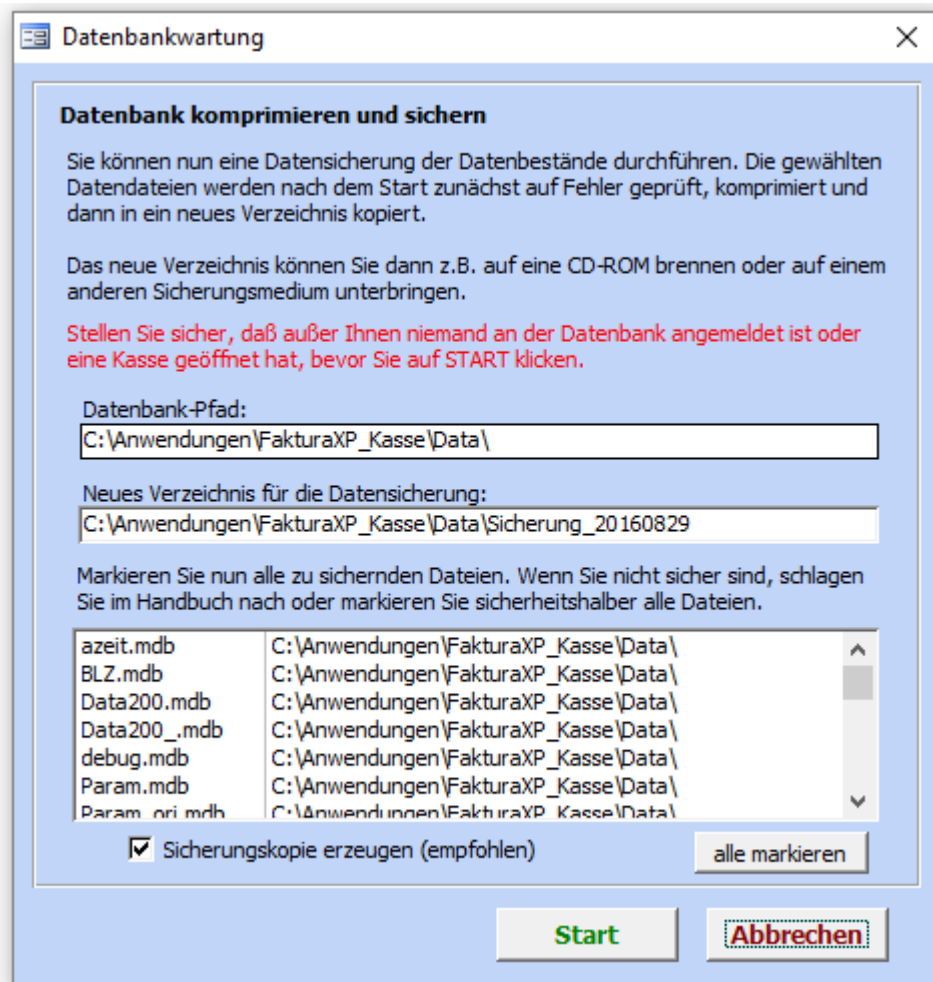 Datenbankwartung
Datenbank komprimieren und sichern
Sie können nun eine Datensicherung der Datenbestände durchführen. Die gewählten
Datendateien werden nach dem Start zunächst auf Fehler geprüft, komprimiert und
dann in ein neues Verzeichnis kopiert.
Das neue Verzeichnis können Sie dann z.B. auf eine CD-ROM brennen oder auf einem
anderen Sicherungsmedium unterbringen.
Stellen Sie sicher, daß außer Ihnen niemand an der Datenbank angemeldet ist oder
eine Kasse geöffnet hat, bevor Sie auf START klicken.
Datenbank-Pfad:
C:\Anwendungen\FakturaXP_Kasse\Data\
Neues Verzeichnis für die Datensicherung:
C:\Anwendungen\FakturaXP_Kasse\Data\Sicherung_20160829
Markieren Sie nun alle zu sichernden Dateien. Wenn Sie nicht sicher sind, schlagen
Sie im Handbuch nach oder markieren Sie sicherheitshalber alle Dateien.
azeit.mdb C:\Anwendungen\FakturaXP_Kasse\Data\
BLZ.mdb C:\Anwendungen\FakturaXP_Kasse\Data\
Data200.mdb C:\Anwendungen\FakturaXP_Kasse\Data\
Data200_.mdb C:\Anwendungen\FakturaXP_Kasse\Data\
debug.mdb C:\Anwendungen\FakturaXP_Kasse\Data\
Param.mdb C:\Anwendungen\FakturaXP_Kasse\Data\
Param_ori.mdb C:\Anwendungen\FakturaXP_Kasse\Data\
Sicherungskopie erzeugen (empfohlen)
alle markieren
Start
Abbrechen